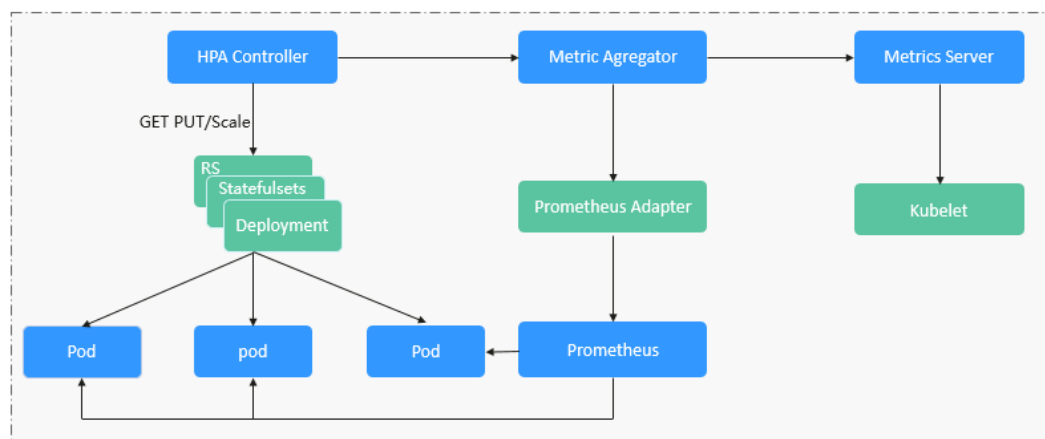 HPA Controller
Metric Agregator
Metrics Server
GET PUT/Scale
RS
Statefulsets
Deployment
Prometheus Adapter
Kubelet
Pod
pod
Pod
Prometheus